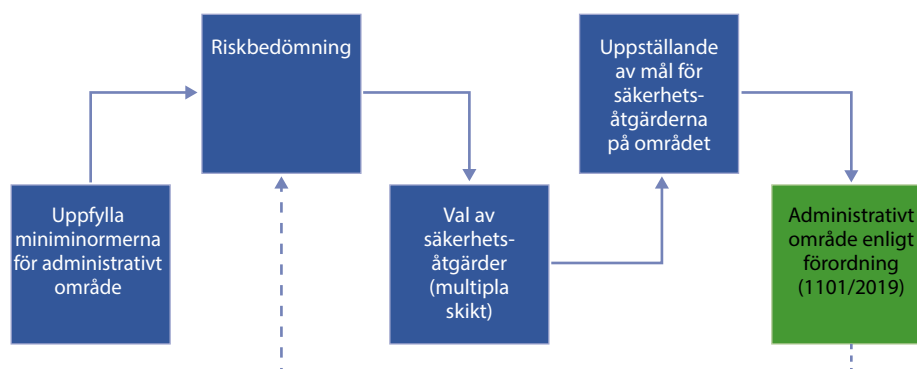 Uppfylla
miniminormerna
för administrativt
område
Riskbedömning
Val av
säkerhets-
åtgärder
(multipla
skikt)
Uppställande
av mål för
säkerhets-
åtgärderna
på området
Administrativt
område enligt
förordning
(1101/2019)